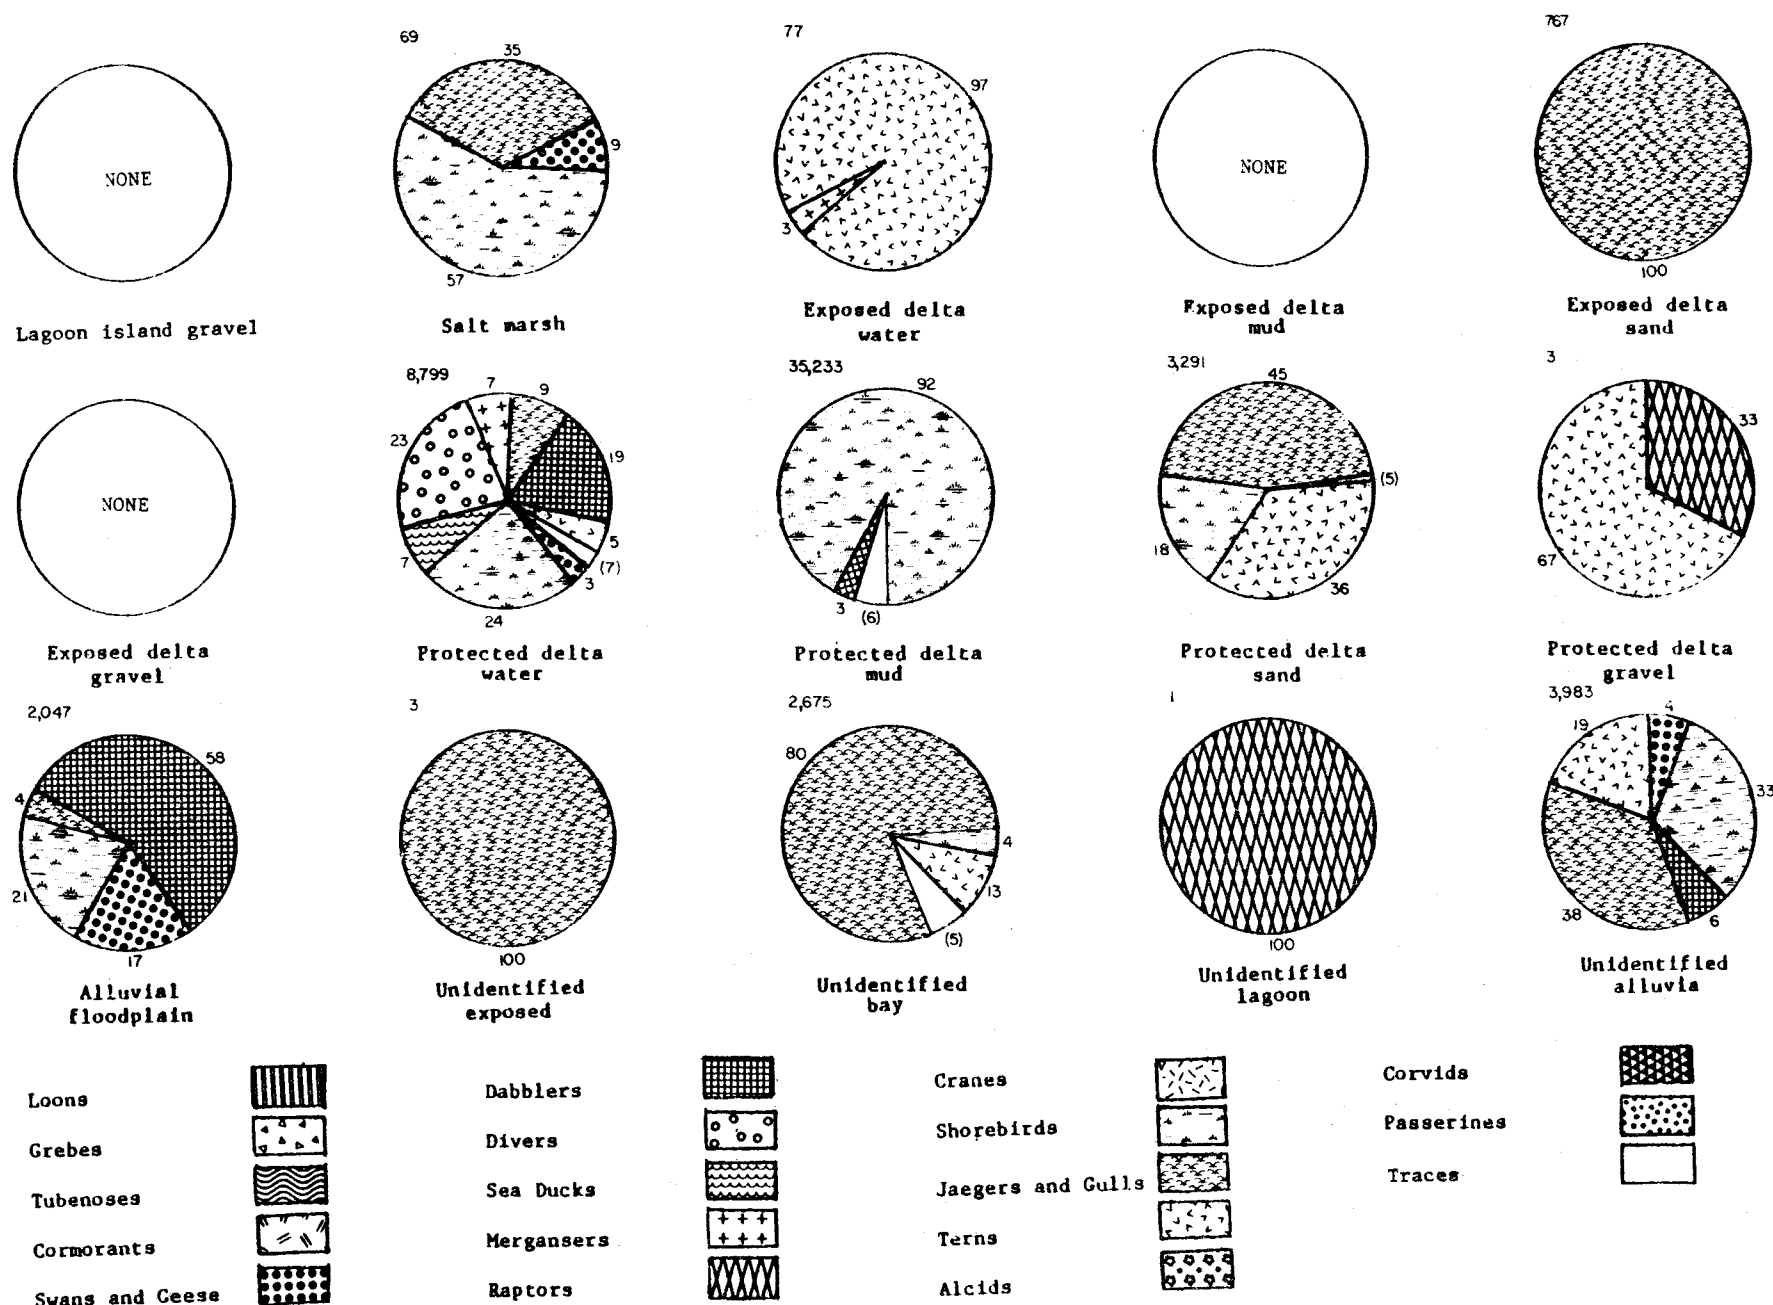 69
35
9
57
77
97
3
767
100
NONE
NONE
Lagoon island gravel
Salt marsh
Exposed delta
water
Exposed delta
mud
Exposed delta
sand
8,799
7
9
19
5
(7)
3
24
7
23
35,233
92
3
(6)
3,291
45
(5)
36
18
3
33
67
NONE
Exposed delta
gravel
Protected delta
water
Protected delta
mud
Protected delta
sand
Protected delta
gravel
2,047
58
4
21
17
3
100
2,675
80
4
13
(5)
1
100
3,983
4
19
33
38
6
Alluvial
floodplain
Unidentified
exposed
Unidentified
bay
Unidentified
lagoon
Unidentified
alluvia
Loons
Grebes
Tubenoses
Cormorants
Swans and Geese
Dabblers
Divers
Sea Ducks
Mergansers
Raptors
Cranes
Shorebirds
Jaegers and Gulls
Terns
Alcids
Corvids
Passerines
Traces